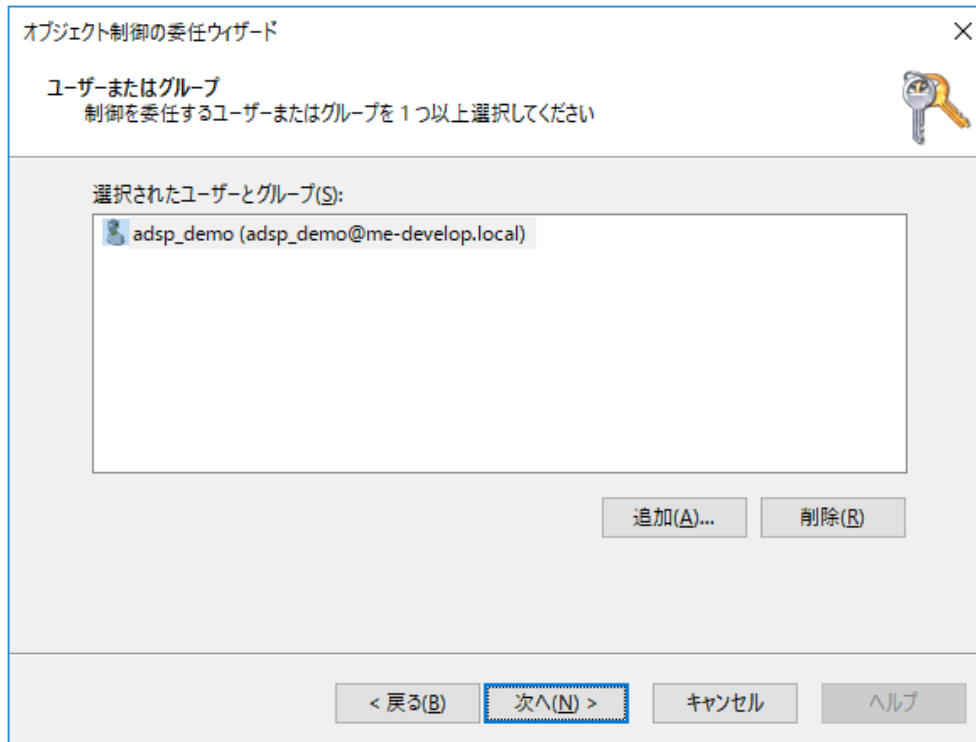 オブジェクト制御の委任ウィザード
ユーザーまたはグループ
制御を委任するユーザーまたはグループを 1 つ以上選択してください
選択されたユーザーとグループ(S):
adsp_demo (adsp_demo@me-develop.local)
追加(A)... 削除(R)
< 戻る(B) 次へ(N) > キャンセル ヘルプ